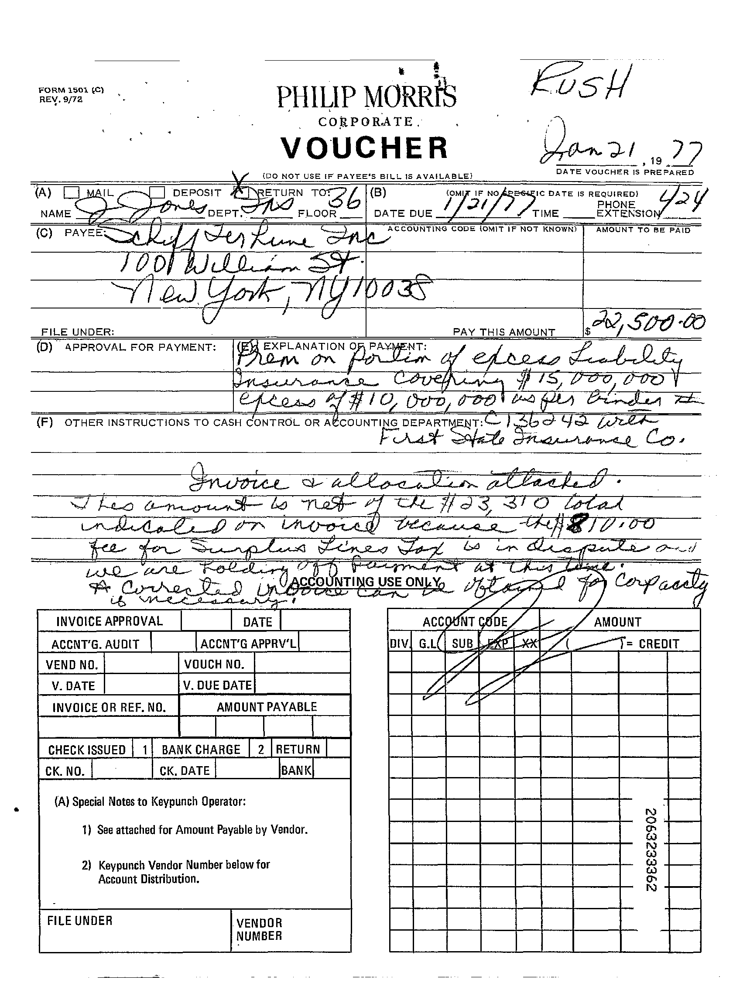 RUSH
FORM 1501 (C)
REV. 9/72
PHILIP MORRIS
CORPORATE
VOUCHER
Jan 21, 19 77
DATE VOUCHER IS PREPARED
(DO NOT USE IF PAYEE'S BILL IS AVAILABLE)
(A) MAIL DEPOSIT X RETURN TO: 36
NAME J Jones DEPT. Ins FLOOR
(B) (OMIT IF NO SPECIFIC DATE IS REQUIRED)
DATE DUE 1/21/77 TIME PHONE EXTENSION 424
(C) PAYEE: Schiff Terhune Inc
ACCOUNTING CODE (OMIT IF NOT KNOWN) AMOUNT TO BE PAID
1001 William St.
New York, NY 10038
FILE UNDER: PAY THIS AMOUNT $22,500.00
(D) APPROVAL FOR PAYMENT:
(E) EXPLANATION OF PAYMENT:
Prem on portion of excess Liability
Insurance Covering $15,000,000
excess of $10,000,000 as per binder #
(F) OTHER INSTRUCTIONS TO CASH CONTROL OR ACCOUNTING DEPARTMENT: C136242 with
First State Insurance Co.
Invoice & allocation attached.
This amount is net of the $23,310 total
indicated on invoice because the $810.00
fee for Surplus Lines Tax is in dispute and
we are holding off payment at this time.
A corrected invoice can be obtained for
is necessary.
ACCOUNTING USE ONLY
INVOICE APPROVAL DATE
ACCNT'G. AUDIT ACCNT'G APPRV'L
VEND NO. VOUCH NO.
V. DATE V. DUE DATE
INVOICE OR REF. NO. AMOUNT PAYABLE
CHECK ISSUED 1 BANK CHARGE 2 RETURN
CK. NO. CK. DATE BANK
(A) Special Notes to Keypunch Operator:
1) See attached for Amount Payable by Vendor.
2) Keypunch Vendor Number below for
Account Distribution.
FILE UNDER VENDOR
NUMBER
ACCOUNT CODE AMOUNT
DIV. G.L. SUB EXP XX ( ) = CREDIT
2063233362